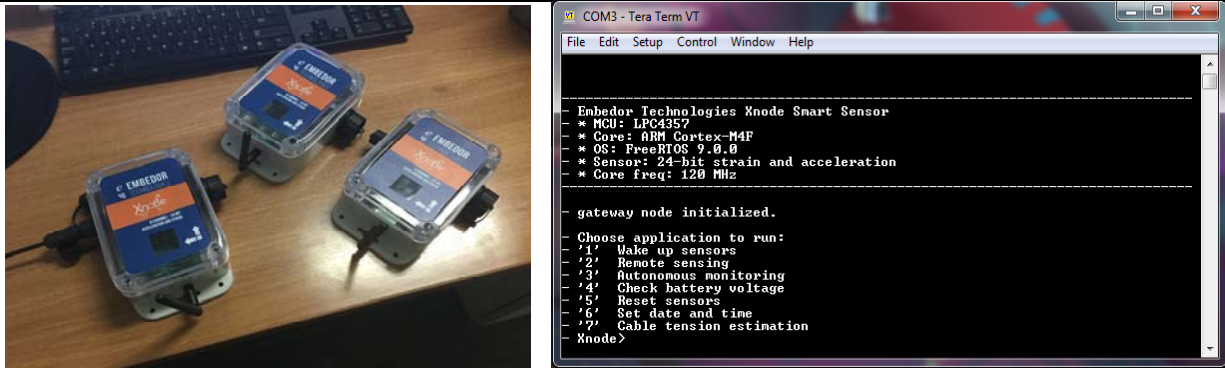 EMBEDOR
Xnode
EMBEDOR
Xnode
EMBEDOR
TECHNOLOGIES
Xnode
COM3 - Tera Term VT
File Edit Setup Control Window Help
- Embedor Technologies Xnode Smart Sensor
- * MCU: LPC4357
- * Core: ARM Cortex-M4F
- * OS: FreeRTOS 9.0.0
- * Sensor: 24-bit strain and acceleration
- * Core freq: 120 MHz
- gateway node initialized.
- Choose application to run:
- '1' Wake up sensors
- '2' Remote sensing
- '3' Autonomous monitoring
- '4' Check battery voltage
- '5' Reset sensors
- '6' Set date and time
- '7' Cable tension estimation
- Xnode>